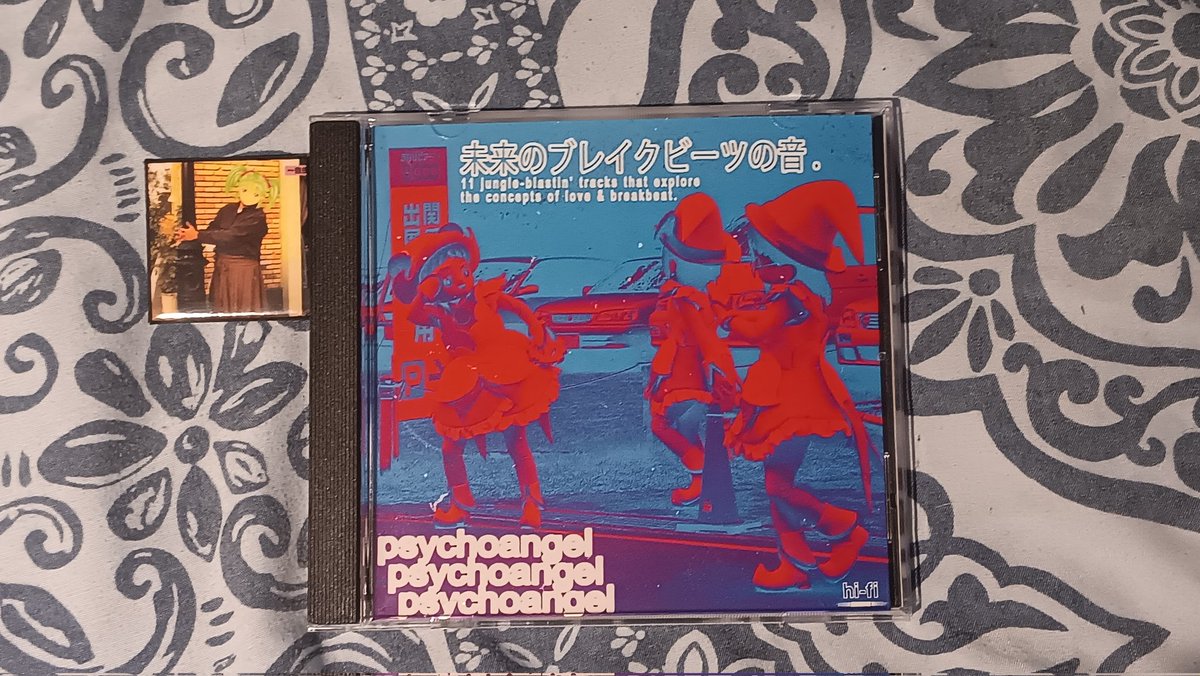 未来のブレイクビーツの音.
11 jungle-blastin' tracks that explore
the concepts of love & breakbeat.
psychoangel
psychoangel
psychoangel
hi-fi